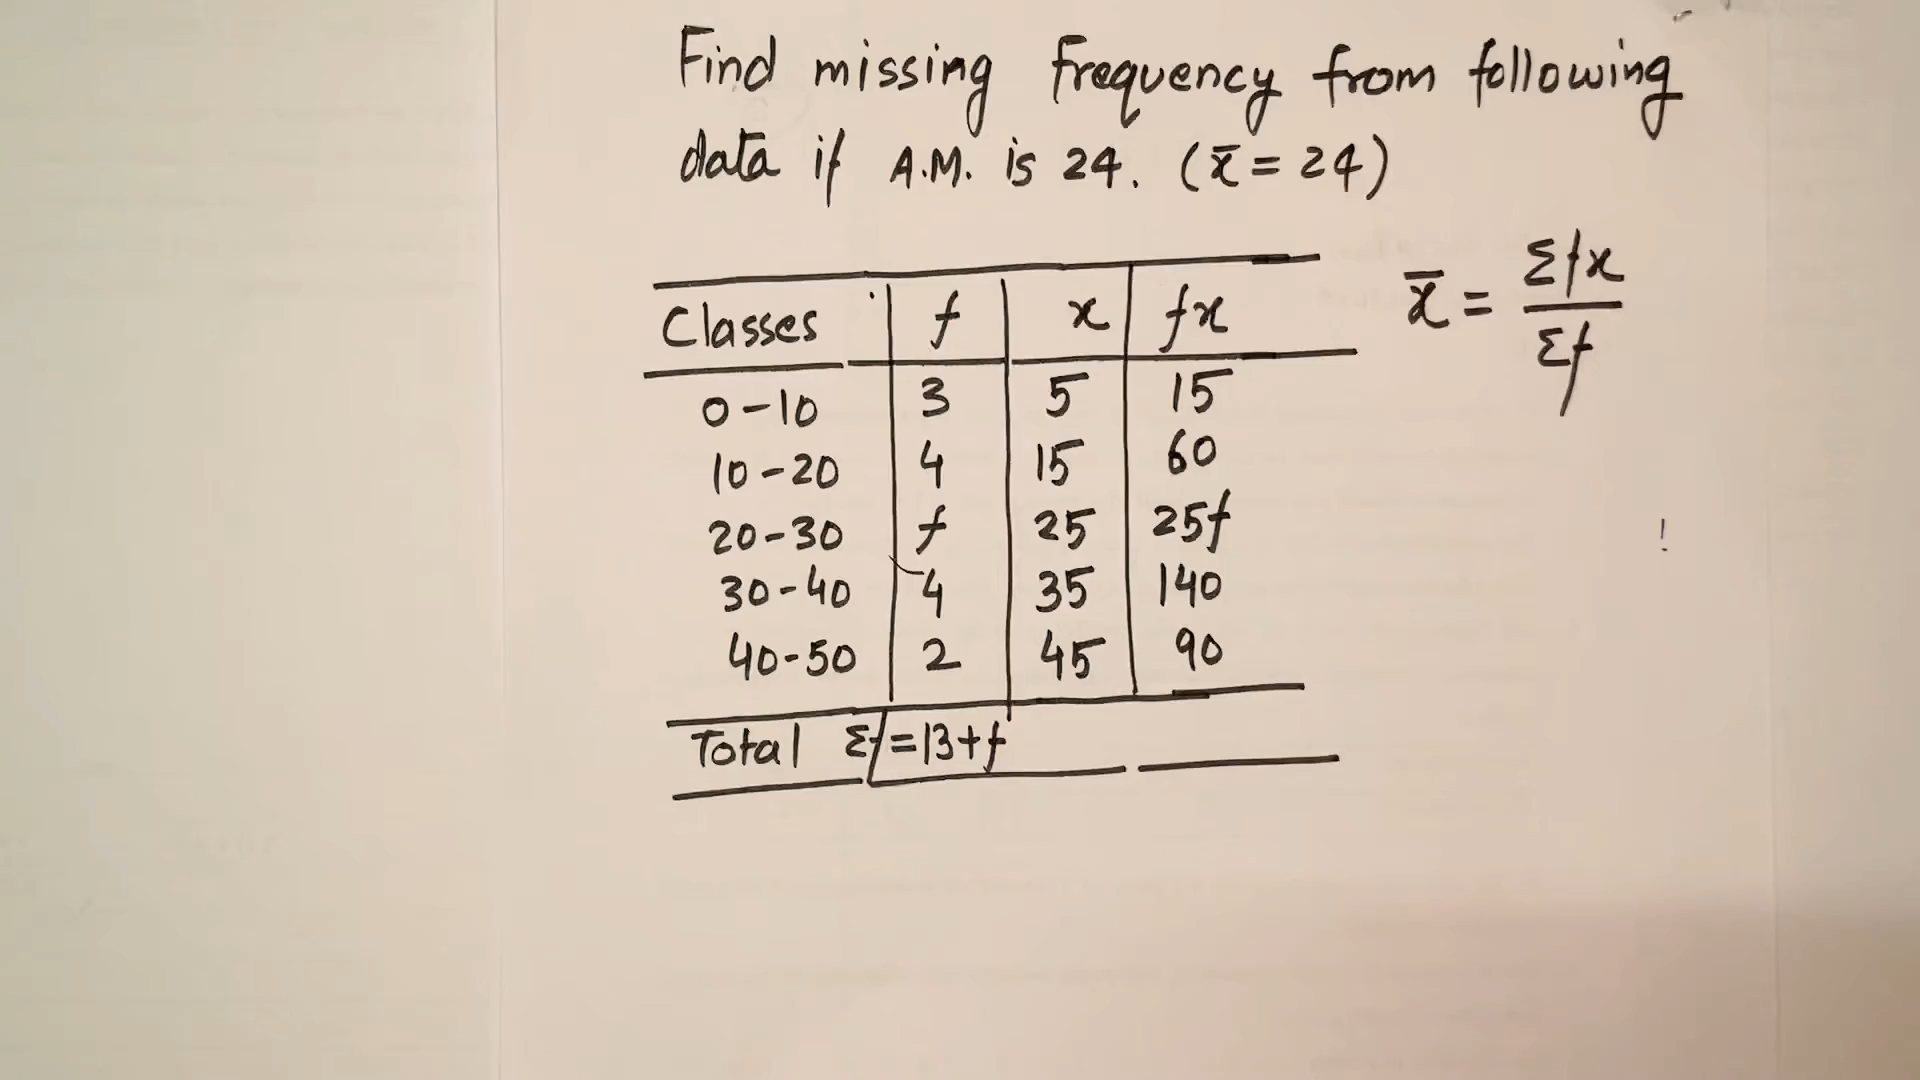 Find missing frequency from following
data if A.M. is 24. (x̄ = 24)
x̄ = Σfx / Σf
Classes f x fx
0-10 3 5 15
10-20 4 15 60
20-30 f 25 25f
30-40 4 35 140
40-50 2 45 90
Total Σf=13+f